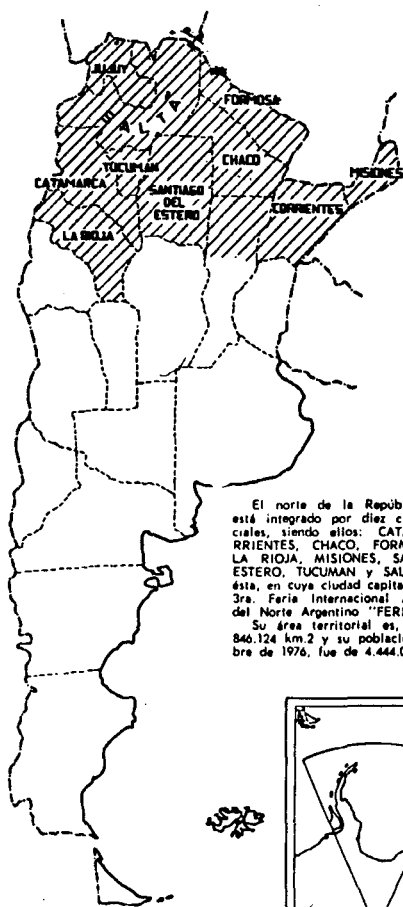 JUJUY
SALTA
FORMOSA
TUCUMAN
CHACO
MISIONES
CATAMARCA
SANTIAGO
DEL
ESTERO
CORRIENTES
LA RIOJA
El norte de la Repúb
está integrado por diez c
ciales, siendo ellos: CAT
RRIENTES, CHACO, FORM
LA RIOJA, MISIONES, SA
ESTERO, TUCUMAN y SAL
ésta, en cuya ciudad capita
3ra. Feria Internacional
del Norte Argentino "FERI
Su área territorial es,
846.124 km.2 y su població
bre de 1976, fue de 4.444.0